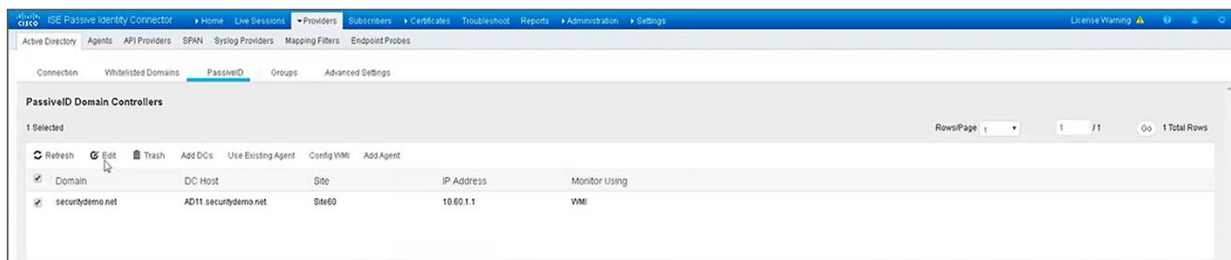 CISCO ISE Passive Identity Connector Home Live Sessions Providers Subscribers Certificates Troubleshoot Reports Administration Settings License Warning
Active Directory Agents API Providers SPAN Syslog Providers Mapping Filters Endpoint Probes
Connection Whitelisted Domains PassiveID Groups Advanced Settings
PassiveID Domain Controllers
1 Selected Rows/Page 1 1 /1 Go 1 Total Rows
Refresh Edit Trash Add DCs Use Existing Agent Config WMI Add Agent
Domain DC Host Site IP Address Monitor Using
securitydemo.net AD11.securitydemo.net Site60 10.60.1.1 WMI